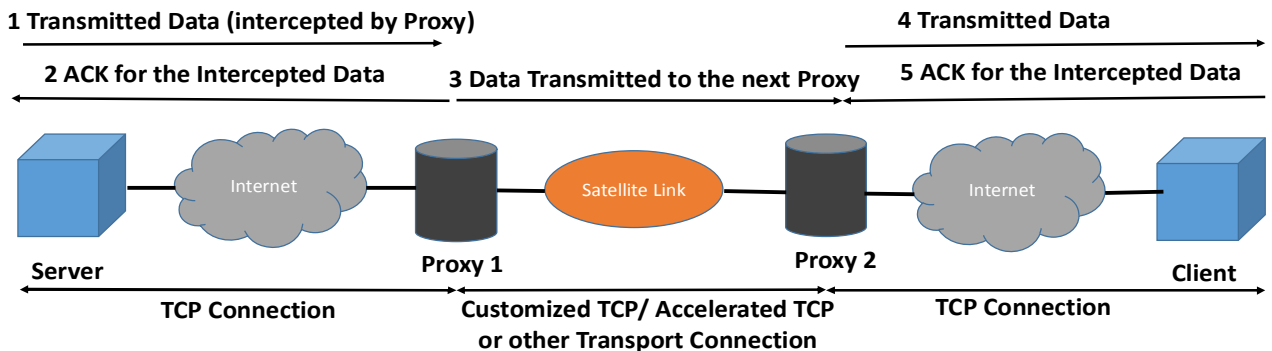 1 Transmitted Data (intercepted by Proxy)
4 Transmitted Data
2 ACK for the Intercepted Data
3 Data Transmitted to the next Proxy
5 ACK for the Intercepted Data
Internet
Satellite Link
Internet
Server
Proxy 1
Proxy 2
Client
TCP Connection
Customized TCP/ Accelerated TCP
or other Transport Connection
TCP Connection